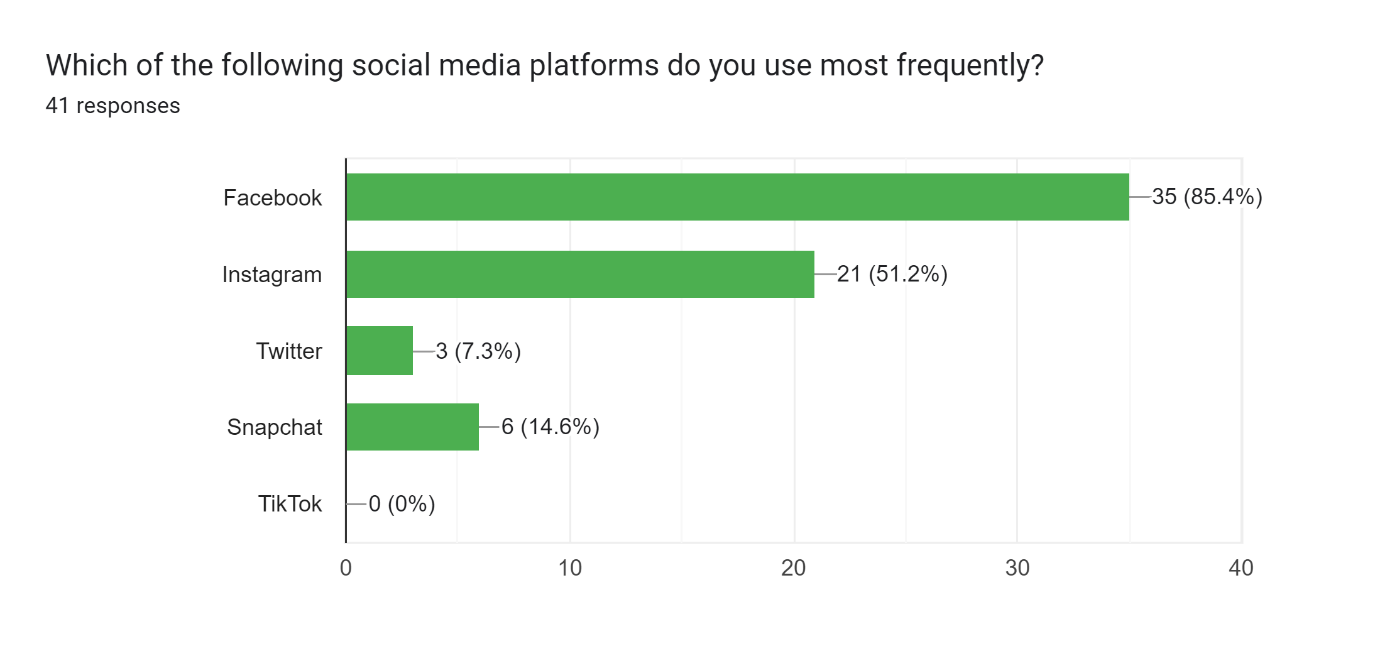 Which of the following social media platforms do you use most frequently?
41 responses
Facebook 35 (85.4%)
Instagram 21 (51.2%)
Twitter 3 (7.3%)
Snapchat 6 (14.6%)
TikTok 0 (0%)
0 10 20 30 40